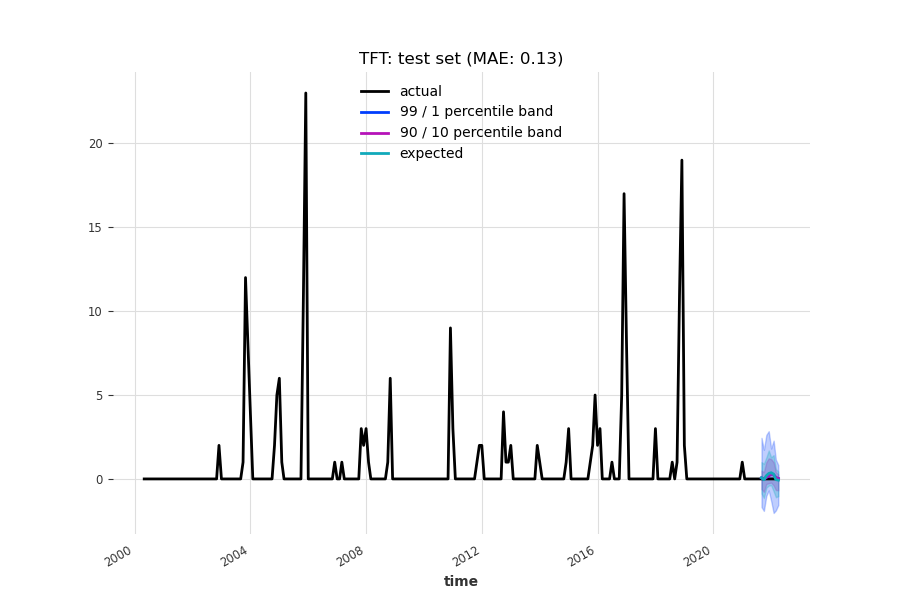 TFT: test set (MAE: 0.13)
actual
99 / 1 percentile band
90 / 10 percentile band
expected
20
15
10
5
0
2000
2004
2008
2012
2016
2020
time